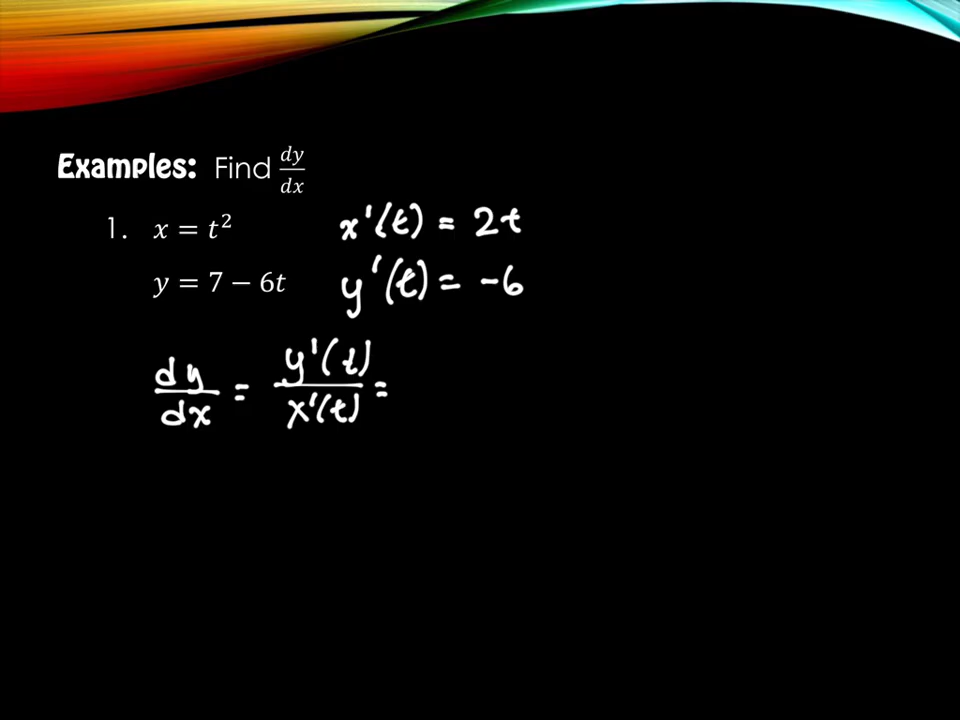 Examples: Find dy/dx
1. x = t² x'(t) = 2t
y = 7 − 6t y'(t) = -6
dy/dx = y'(t)/x'(t) =